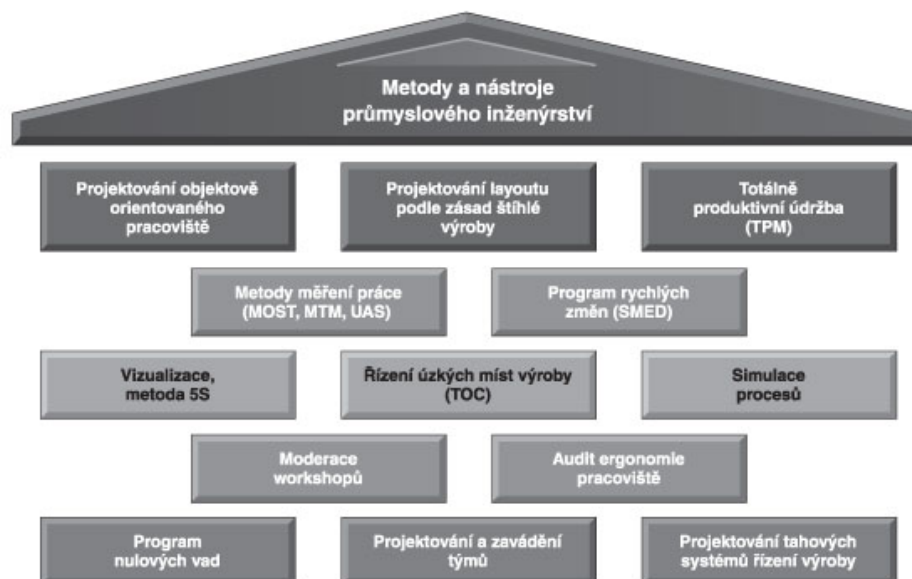 Metody a nástroje
průmyslového inženýrství
Projektování objektově
orientovaného
pracoviště
Projektování layoutu
podle zásad štíhlé
výroby
Totálně
produktivní údržba
(TPM)
Metody měření práce
(MOST, MTM, UAS)
Program rychlých
změn (SMED)
Vizualizace,
metoda 5S
Řízení úzkých míst výroby
(TOC)
Simulace
procesů
Moderace
workshopů
Audit ergonomie
pracoviště
Program
nulových vad
Projektování a zavádění
týmů
Projektování tahových
systémů řízení výroby